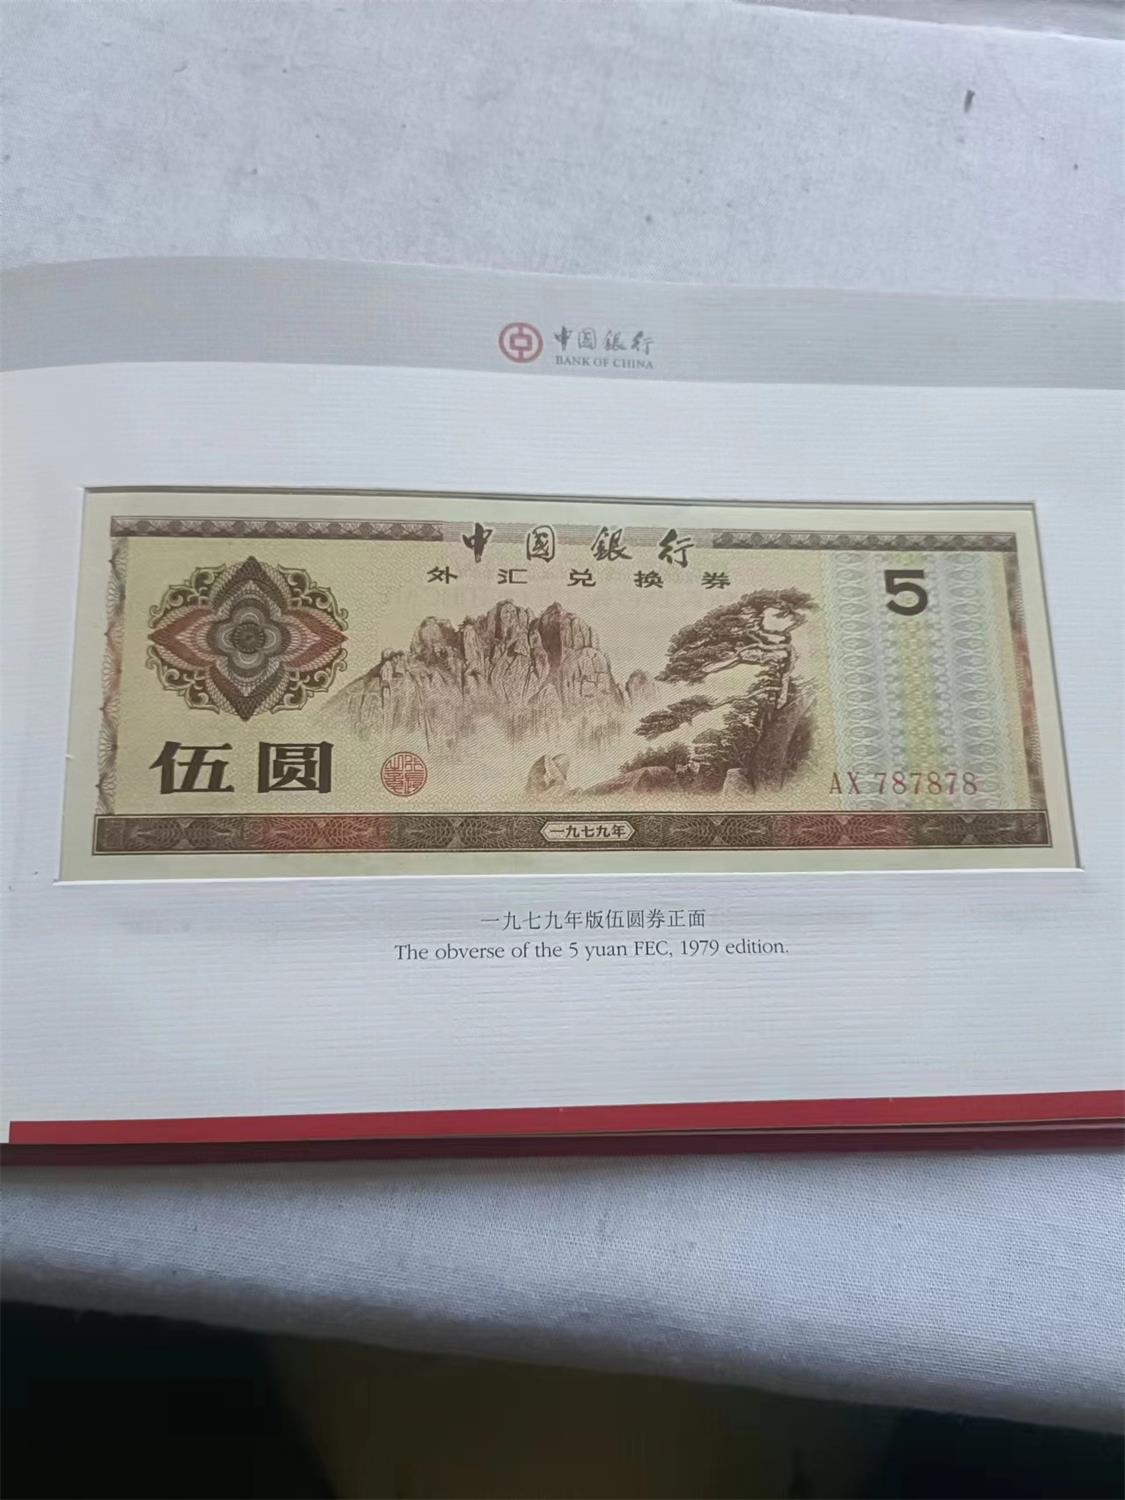 中国銀行
BANK OF CHINA
中国銀行
外汇兑换券
5
伍圆
AX 787878
一九七九年
一九七九年版伍圆券正面
The obverse of the 5 yuan FEC, 1979 edition.